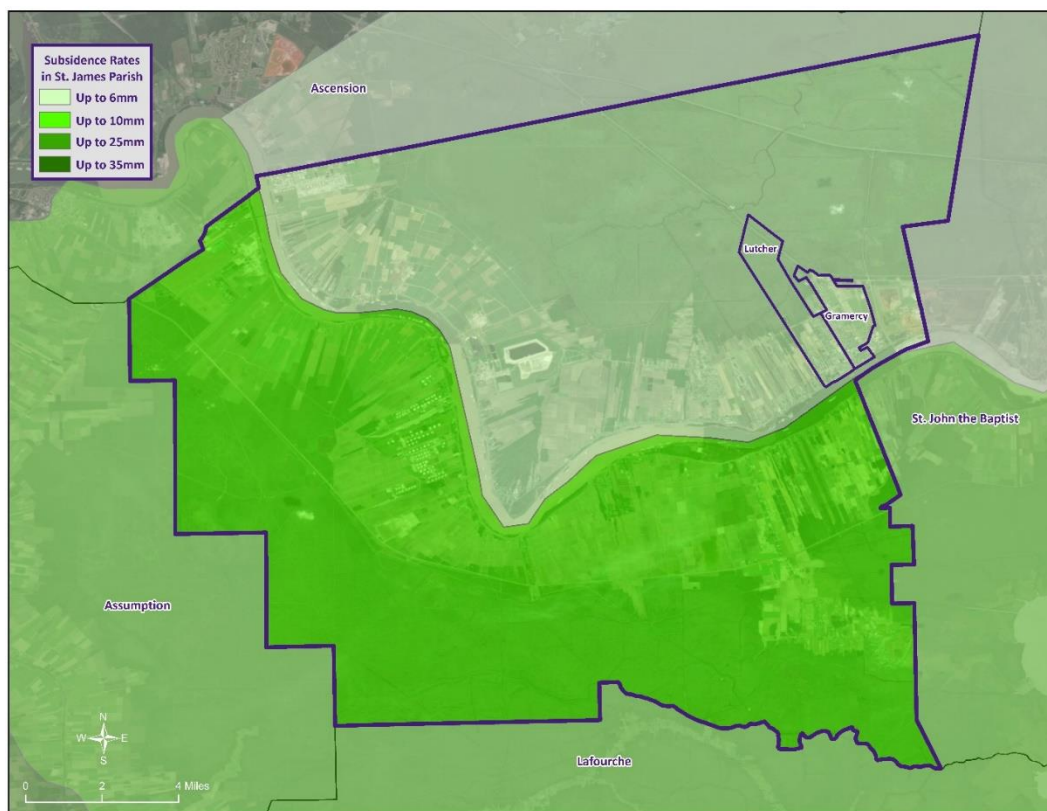 Subsidence Rates
in St. James Parish
Up to 6mm
Up to 10mm
Up to 25mm
Up to 35mm
Ascension
Lutcher
Gramercy
St. John the Baptist
Assumption
Lafourche
N
W E
S
0 2 4 Miles